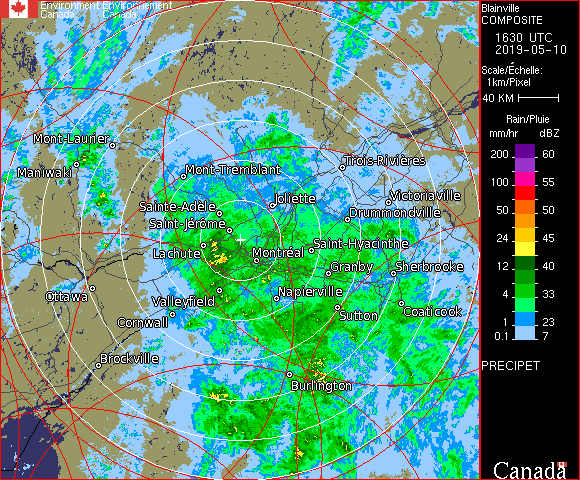 Environment Environnement
Canada Canada
Blainville
COMPOSITE
1630 UTC
2019-05-10
Scale/Échelle:
1km/Pixel
40 KM
Rain/Pluie
mm/hr dBZ
200 60
100 55
50 50
24 45
12 40
4 33
1 23
0.1 7
PRECIPET
Mont-Laurier
Maniwaki
Mont-Tremblant
Trois-Rivières
Sainte-Adèle
Joliette
Victoriaville
Saint-Jérôme
Drummondville
Lachute
Montréal
Saint-Hyacinthe
Granby
Sherbrooke
Ottawa
Valleyfield
Napierville
Cornwall
Sutton
Coaticook
Brockville
Burlington
Canada